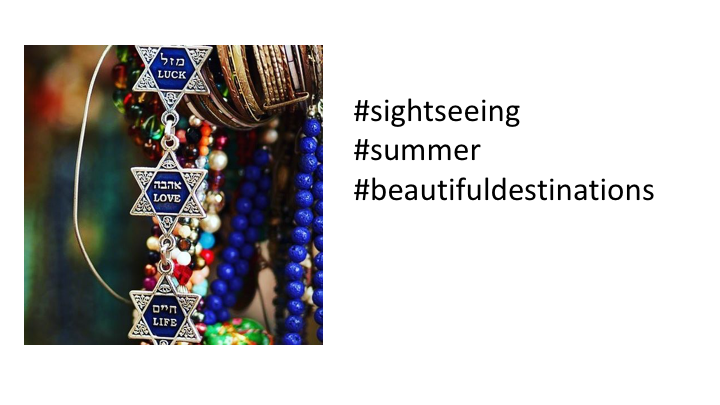 מזל
LUCK
אהבה
LOVE
חיים
LIFE
#sightseeing
#summer
#beautifuldestinations